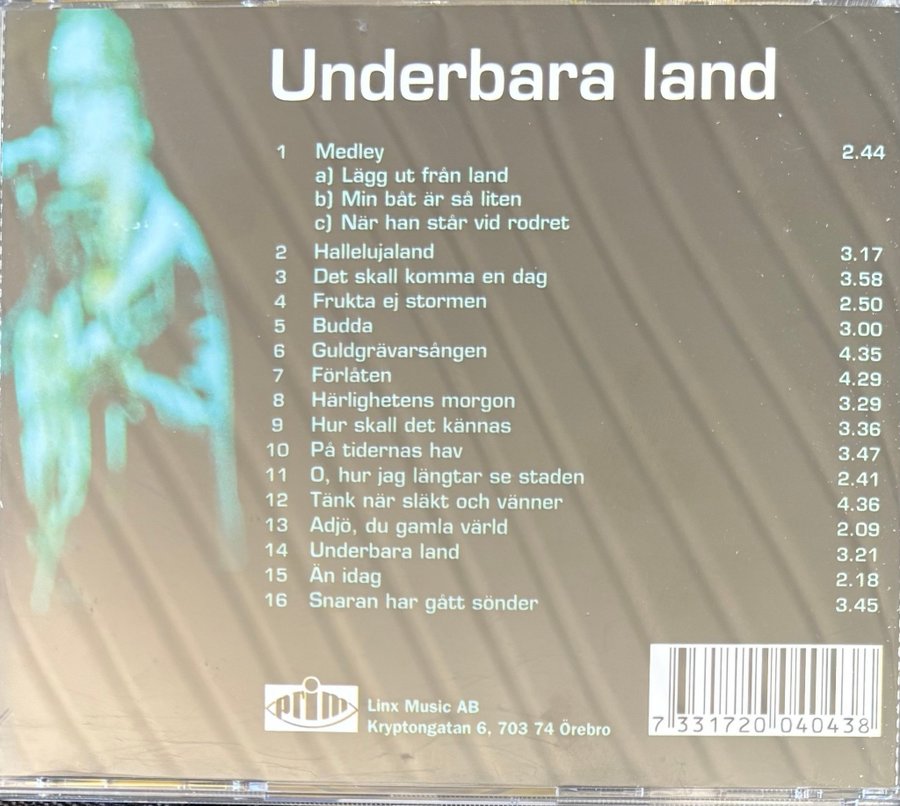 Underbara land
1 Medley 2.44
a) Lägg ut från land
b) Min båt är så liten
c) När han står vid rodret
2 Hallelujaland 3.17
3 Det skall komma en dag 3.58
4 Frukta ej stormen 2.50
5 Budda 3.00
6 Guldgrävarsången 4.35
7 Förlåten 4.29
8 Härlighetens morgon 3.29
9 Hur skall det kännas 3.36
10 På tidernas hav 3.47
11 O, hur jag längtar se staden 2.41
12 Tänk när släkt och vänner 4.36
13 Adjö, du gamla värld 2.09
14 Underbara land 3.21
15 Än idag 2.18
16 Snaran har gått sönder 3.45
prim
Linx Music AB
Kryptongatan 6, 703 74 Örebro
7 331720 040438